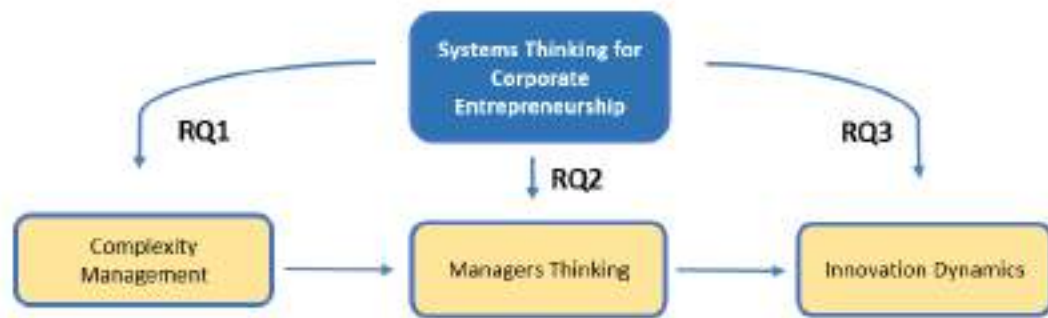 Systems Thinking for
Corporate
Entrepreneurship
RQ1
RQ2
RQ3
Complexity
Management
Managers Thinking
Innovation Dynamics